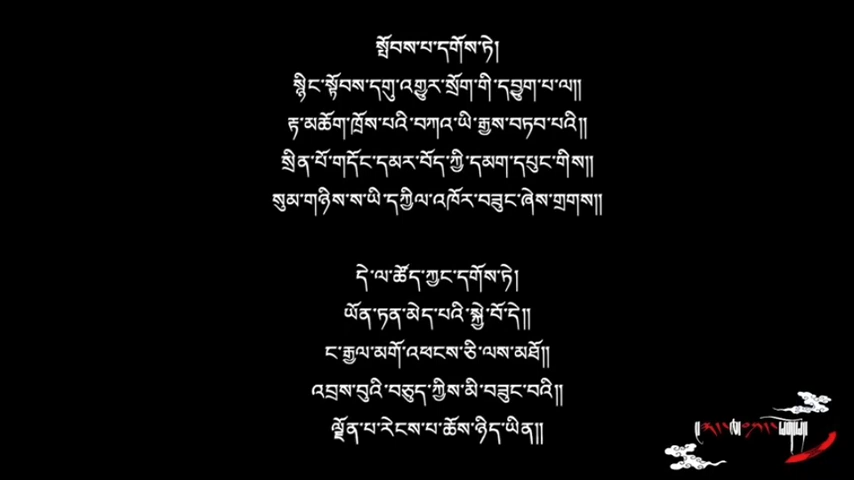 སྤོབས་པ་དགོས་ཏེ།
སྙིང་སྟོབས་དགུ་འགྱུར་སྲོག་གི་དབྱུག་པ་ལ།།
རྟ་མཆོག་ཁྲོས་པའི་བཀའ་ཡི་རྒྱས་བཏབ་པའི།།
སྲིན་པོ་གདོང་དམར་བོད་ཀྱི་དམག་དཔུང་གིས།།
སུམ་གཉིས་ས་ཡི་དཀྱིལ་འཁོར་བཟུང་ཞེས་གྲགས།།
དེ་ལ་ཚོད་ཀྱང་དགོས་ཏེ།
ཡོན་ཏན་མེད་པའི་སྐྱེ་བོ་དེ།།
ང་རྒྱལ་མགོ་འཕངས་ཅི་ལས་མཐོ།།
འབྲས་བུའི་བཅུད་ཀྱིས་མི་བཟུང་བའི།།
ལྗོན་པ་རེངས་པ་ཆོས་ཉིད་ཡིན།།